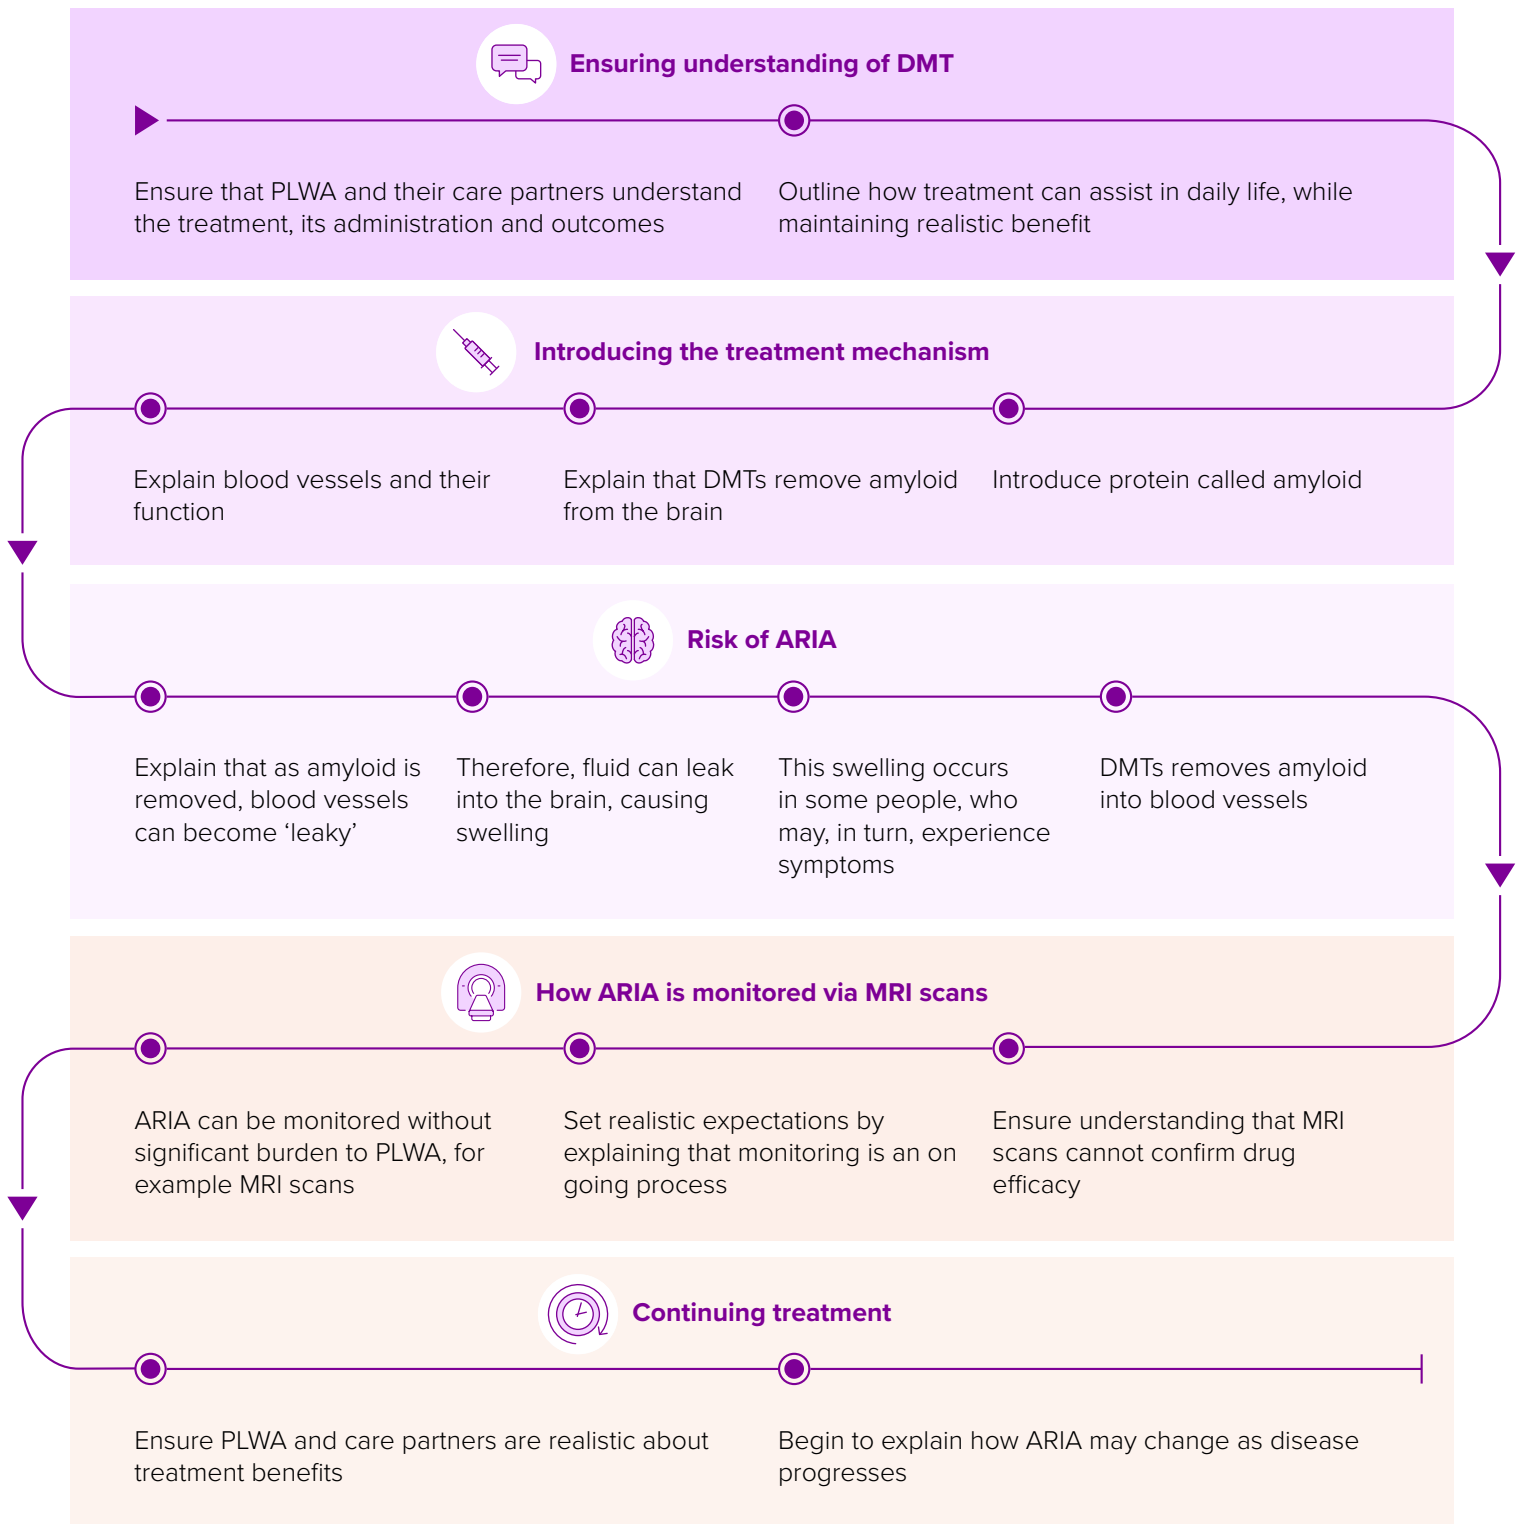 Ensuring understanding of DMT
Ensure that PLWA and their care partners understand
the treatment, its administration and outcomes
Outline how treatment can assist in daily life, while
maintaining realistic benefit
Introducing the treatment mechanism
Explain blood vessels and their
function
Explain that DMTs remove amyloid
from the brain
Introduce protein called amyloid
Risk of ARIA
Explain that as amyloid is
removed, blood vessels
can become ‘leaky’
Therefore, fluid can leak
into the brain, causing
swelling
This swelling occurs
in some people, who
may, in turn, experience
symptoms
DMTs removes amyloid
into blood vessels
How ARIA is monitored via MRI scans
ARIA can be monitored without
significant burden to PLWA, for
example MRI scans
Set realistic expectations by
explaining that monitoring is an on
going process
Ensure understanding that MRI
scans cannot confirm drug
efficacy
Continuing treatment
Ensure PLWA and care partners are realistic about
treatment benefits
Begin to explain how ARIA may change as disease
progresses